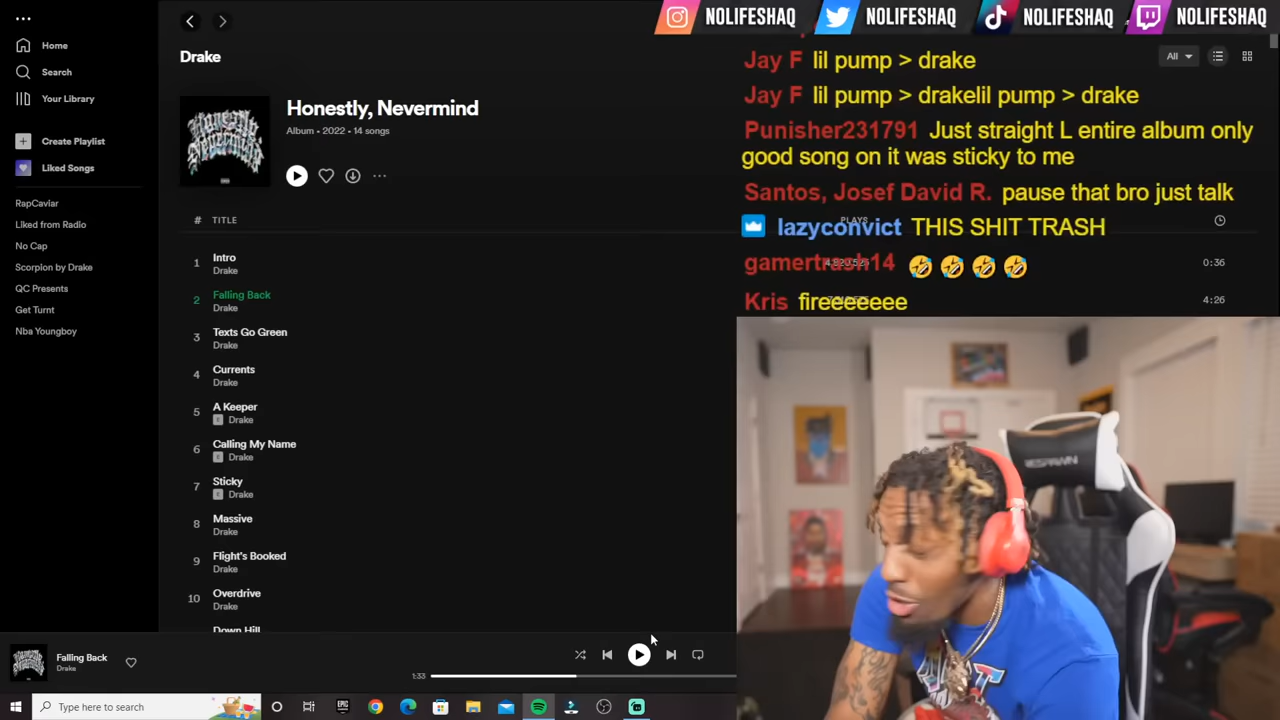 NOLIFESHAQ NOLIFESHAQ NOLIFESHAQ NOLIFESHAQ
Home
Search
Your Library
Create Playlist
Liked Songs
RapCaviar
Liked from Radio
No Cap
Scorpion by Drake
QC Presents
Get Turnt
Nba Youngboy
Drake
All
Honestly, Nevermind
Album • 2022 • 14 songs
# TITLE PLAYS
1 Intro 0:36
Drake
2 Falling Back 4:26
Drake
3 Texts Go Green
Drake
4 Currents
Drake
5 A Keeper
E Drake
6 Calling My Name
E Drake
7 Sticky
E Drake
8 Massive
Drake
9 Flight's Booked
Drake
10 Overdrive
Drake
Down Hill
Jay F lil pump > drake
Jay F lil pump > drakelil pump > drake
Punisher231791 Just straight L entire album only
good song on it was sticky to me
Santos, Josef David R. pause that bro just talk
lazyconvict THIS SHIT TRASH
gamertrash14 🤣 🤣 🤣 🤣
Kris fireeeeeee
RESPAWN
Falling Back
Drake
1:33
Type here to search
EPIC